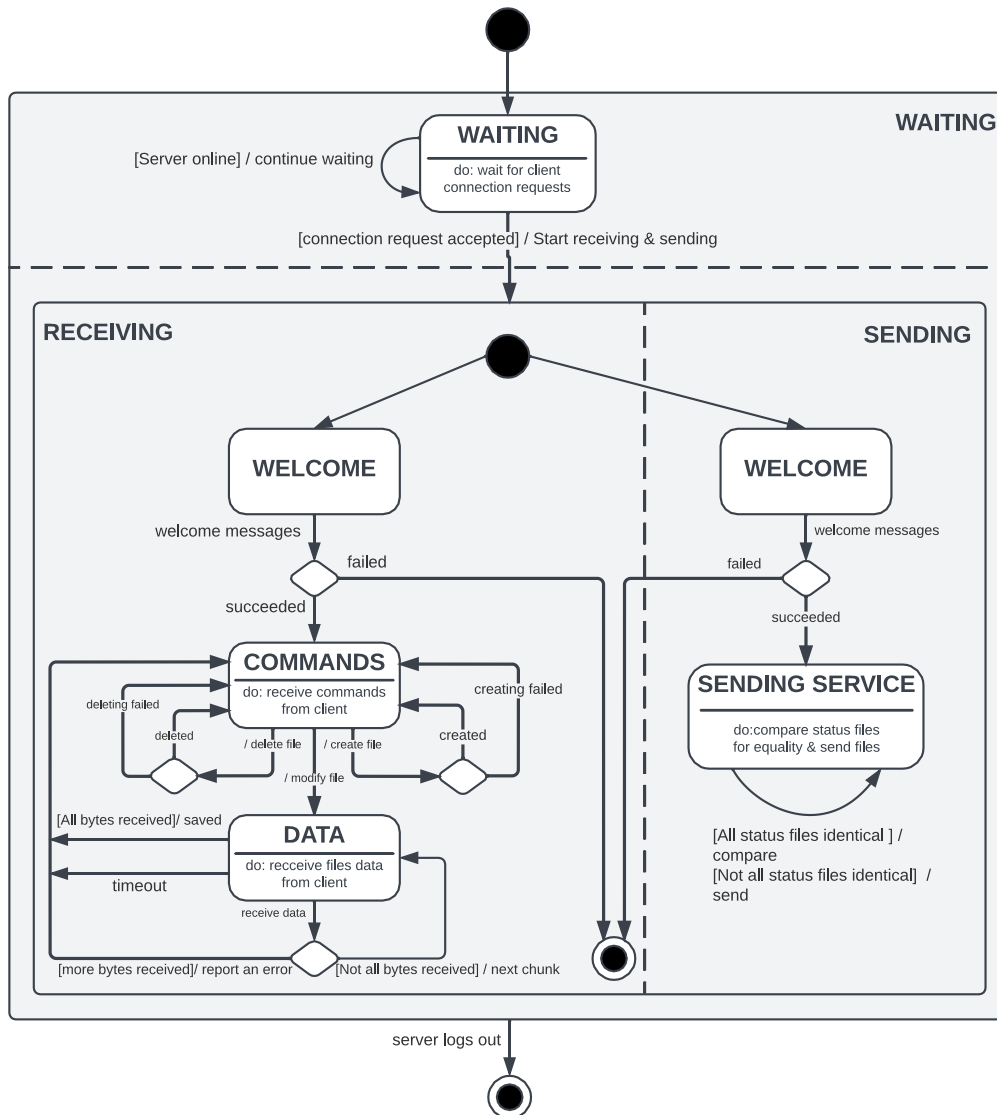 WAITING
WAITING
[Server online] / continue waiting
do: wait for client
connection requests
[connection request accepted] / Start receiving & sending
RECEIVING
SENDING
WELCOME
WELCOME
welcome messages
welcome messages
failed
failed
succeeded
succeeded
COMMANDS
do: receive commands
from client
SENDING SERVICE
do:compare status files
for equality & send files
deleting failed
creating failed
deleted
created
/ delete file
/ create file
/ modify file
[All bytes received]/ saved
DATA
do: recceive files data
from client
timeout
receive data
[All status files identical ] /
compare
[Not all status files identical]  /
send
[more bytes received]/ report an error
[Not all bytes received] / next chunk
server logs out